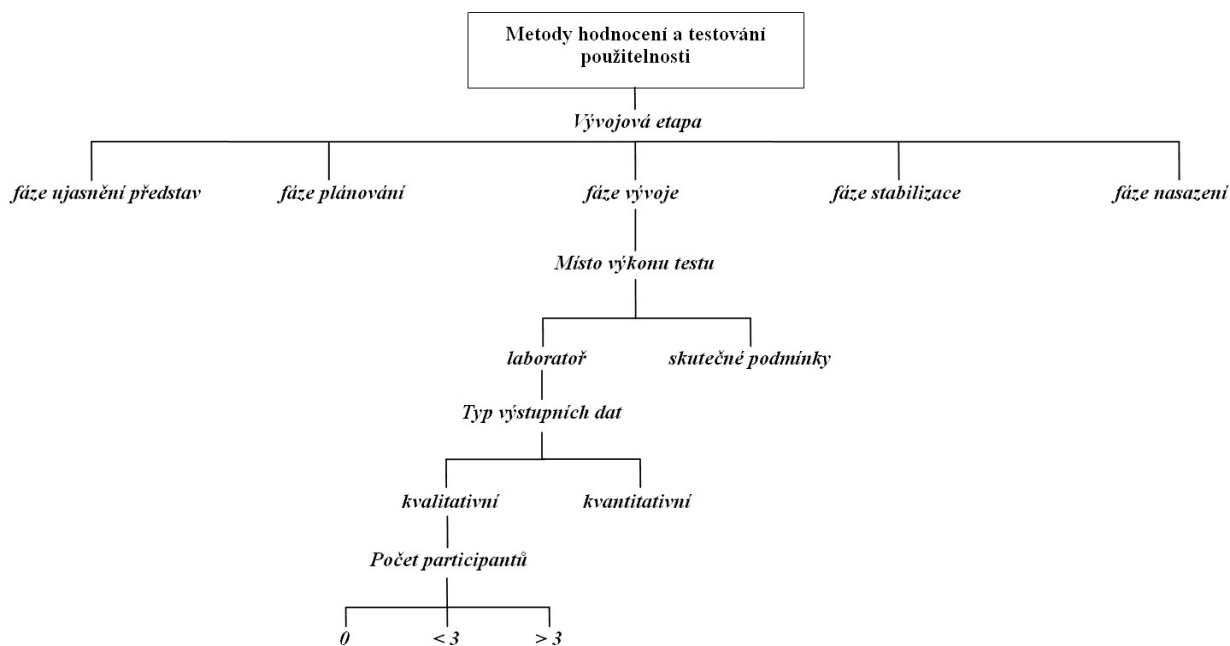 Metody hodnocení a testování
použitelnosti
Vývojová etapa
fáze ujasnění představ fáze plánování fáze vývoje fáze stabilizace fáze nasazení
Místo výkonu testu
laboratoř skutečné podmínky
Typ výstupních dat
kvalitativní kvantitativní
Počet participantů
0 < 3 > 3